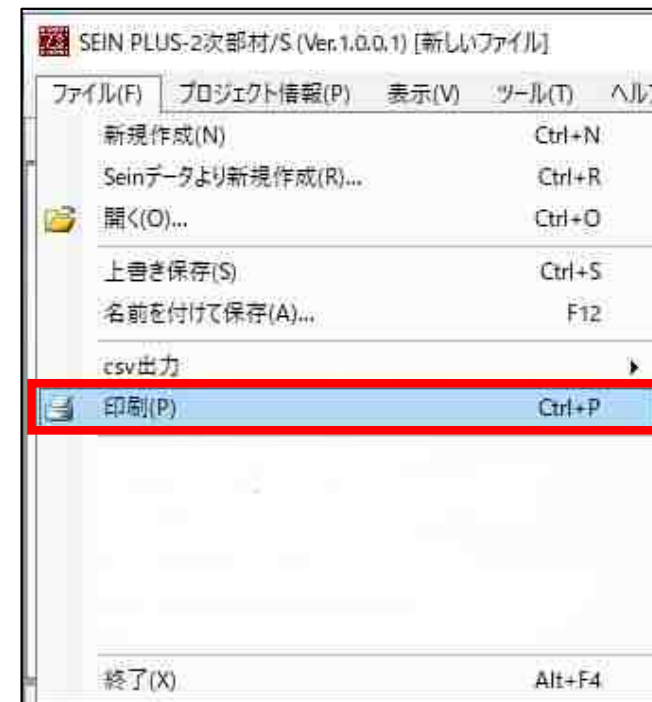 SEIN PLUS-2次部材/S (Ver.1.0.0.1) [新しいファイル]
ファイル(F) プロジェクト情報(P) 表示(V) ツール(T) ヘル
新規作成(N) Ctrl+N
Seinデータより新規作成(R)... Ctrl+R
開く(O)... Ctrl+O
上書き保存(S) Ctrl+S
名前を付けて保存(A)... F12
csv出力
印刷(P) Ctrl+P
終了(X) Alt+F4